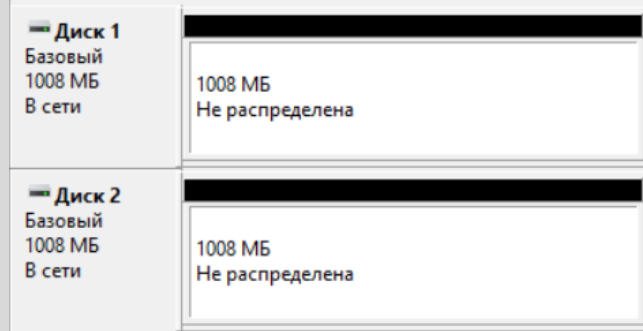 Диск 1
Базовый
1008 МБ
В сети
1008 МБ
Не распределена
Диск 2
Базовый
1008 МБ
В сети
1008 МБ
Не распределена